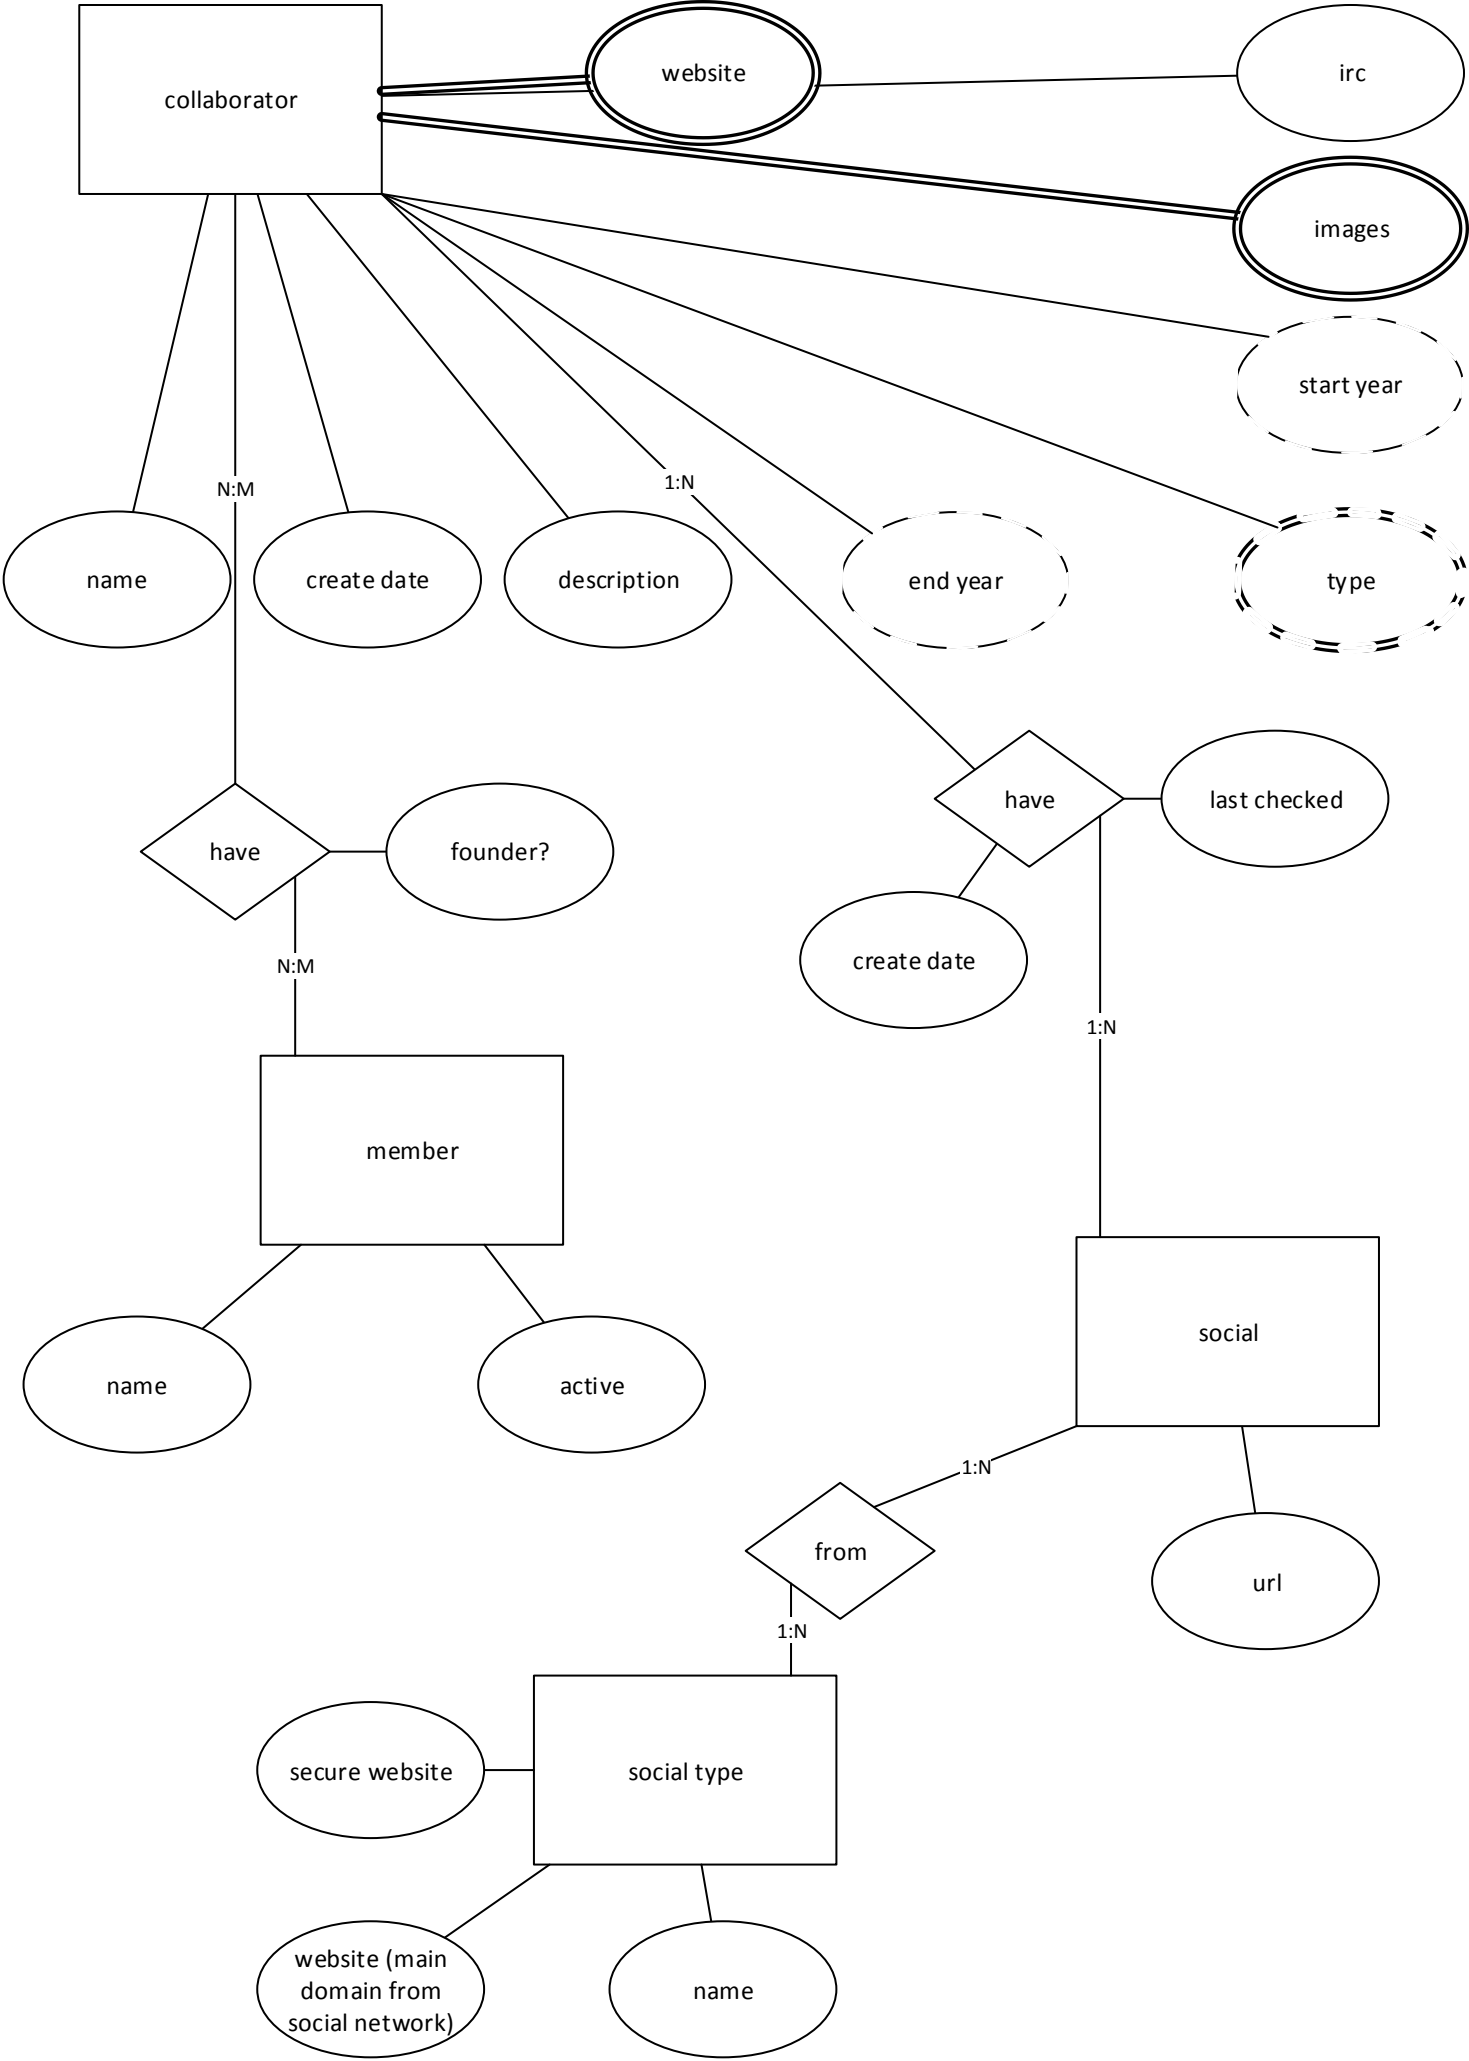 website
irc
collaborator
images
start year
1:N
N:M
name
create date
description
end year
type
last checked
have
have
founder?
create date
N:M
1:N
member
social
name
active
1:N
from
url
1:N
secure website
social type
website (main
domain from
social network)
name